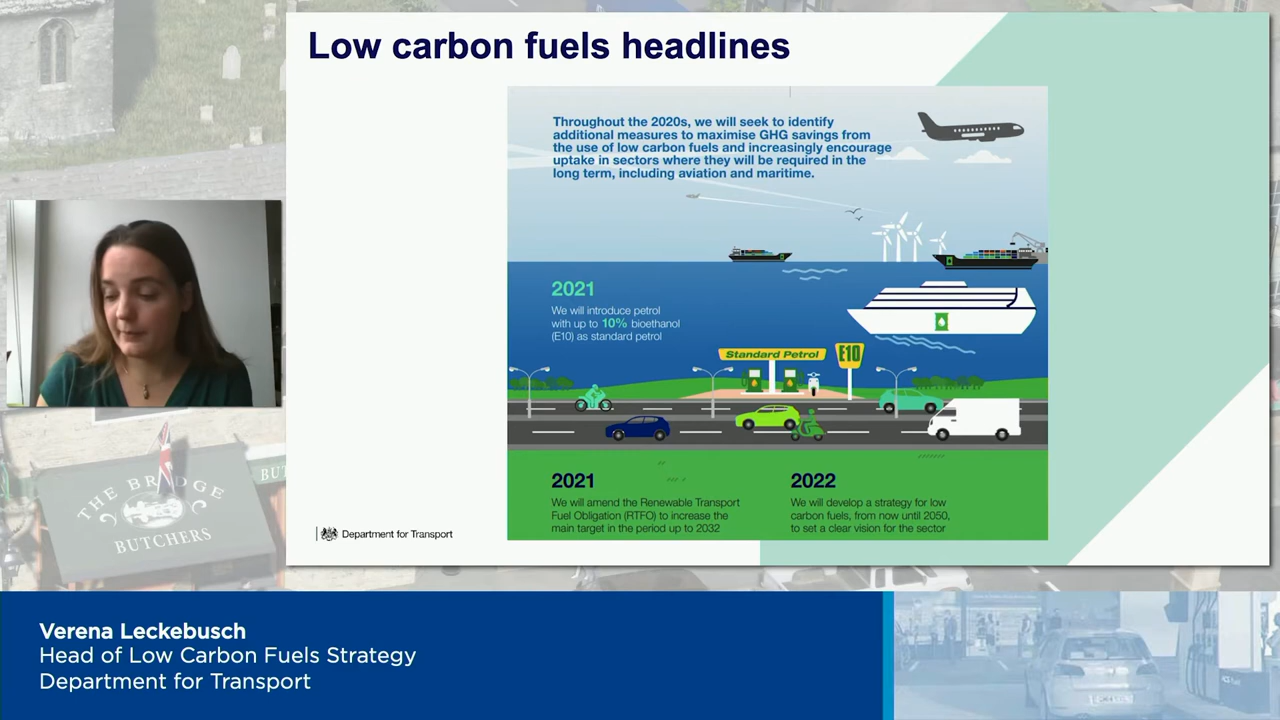 Low carbon fuels headlines
Throughout the 2020s, we will seek to identify
additional measures to maximise GHG savings from
the use of low carbon fuels and increasingly encourage
uptake in sectors where they will be required in the
long term, including aviation and maritime.
2021
We will introduce petrol
with up to 10% bioethanol
(E10) as standard petrol
Standard Petrol
E10
2021
We will amend the Renewable Transport
Fuel Obligation (RTFO) to increase the
main target in the period up to 2032
2022
We will develop a strategy for low
carbon fuels, from now until 2050,
to set a clear vision for the sector
Department for Transport
THE BRIDGE
BUTCHERS
BU
Verena Leckebusch
Head of Low Carbon Fuels Strategy
Department for Transport